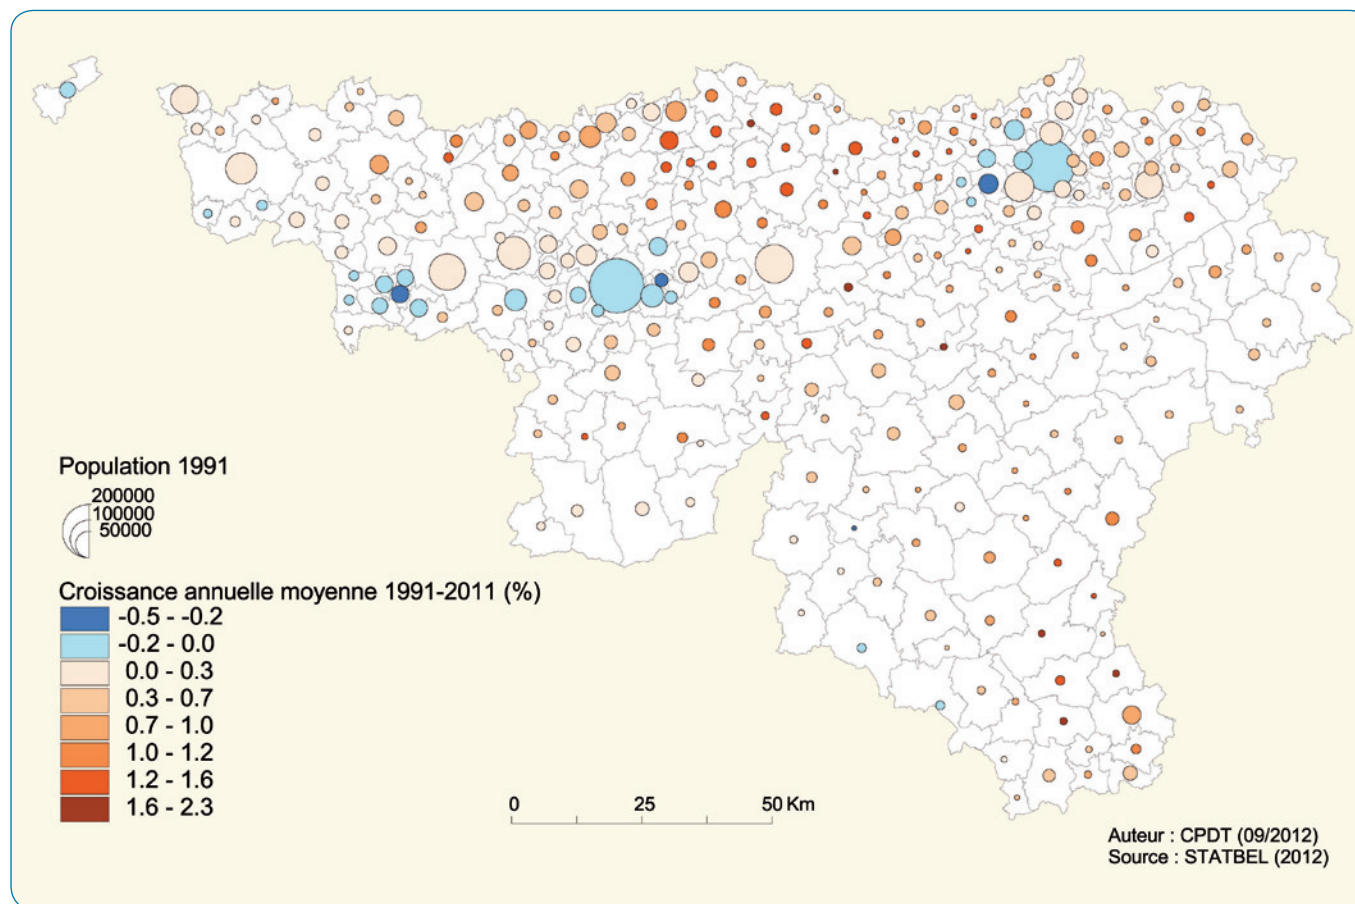 Population 1991
200000
100000
50000
Croissance annuelle moyenne 1991-2011 (%)
-0.5 - -0.2
-0.2 - 0.0
0.0 - 0.3
0.3 - 0.7
0.7 - 1.0
1.0 - 1.2
1.2 - 1.6
1.6 - 2.3
0 25 50 Km
Auteur : CPDT (09/2012)
Source : STATBEL (2012)